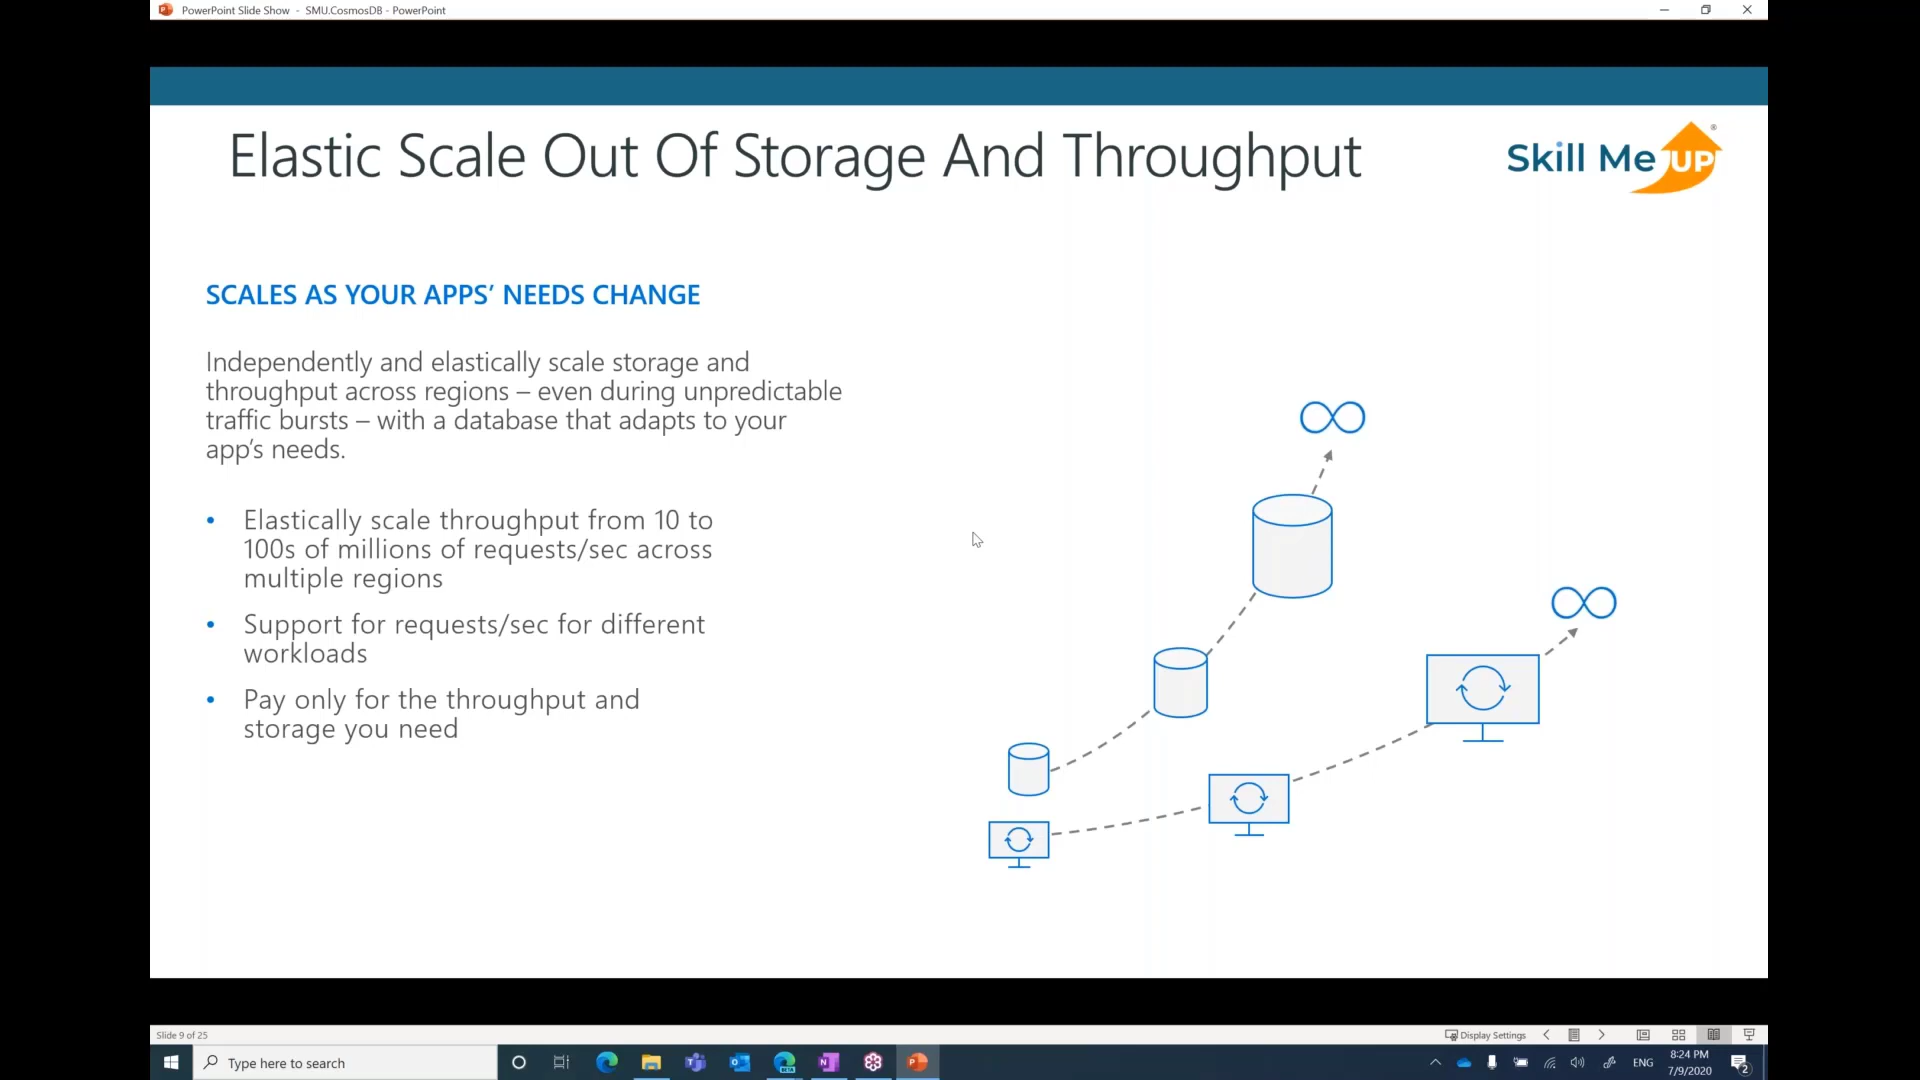 PowerPoint Slide Show - SMU.CosmosDB - PowerPoint
Elastic Scale Out Of Storage And Throughput
Skill Me UP®
SCALES AS YOUR APPS’ NEEDS CHANGE
Independently and elastically scale storage and
throughput across regions – even during unpredictable
traffic bursts – with a database that adapts to your
app’s needs.
• Elastically scale throughput from 10 to
100s of millions of requests/sec across
multiple regions
• Support for requests/sec for different
workloads
• Pay only for the throughput and
storage you need
Slide 9 of 25
Display Settings
Type here to search
BETA
ENG
8:24 PM
7/9/2020
2